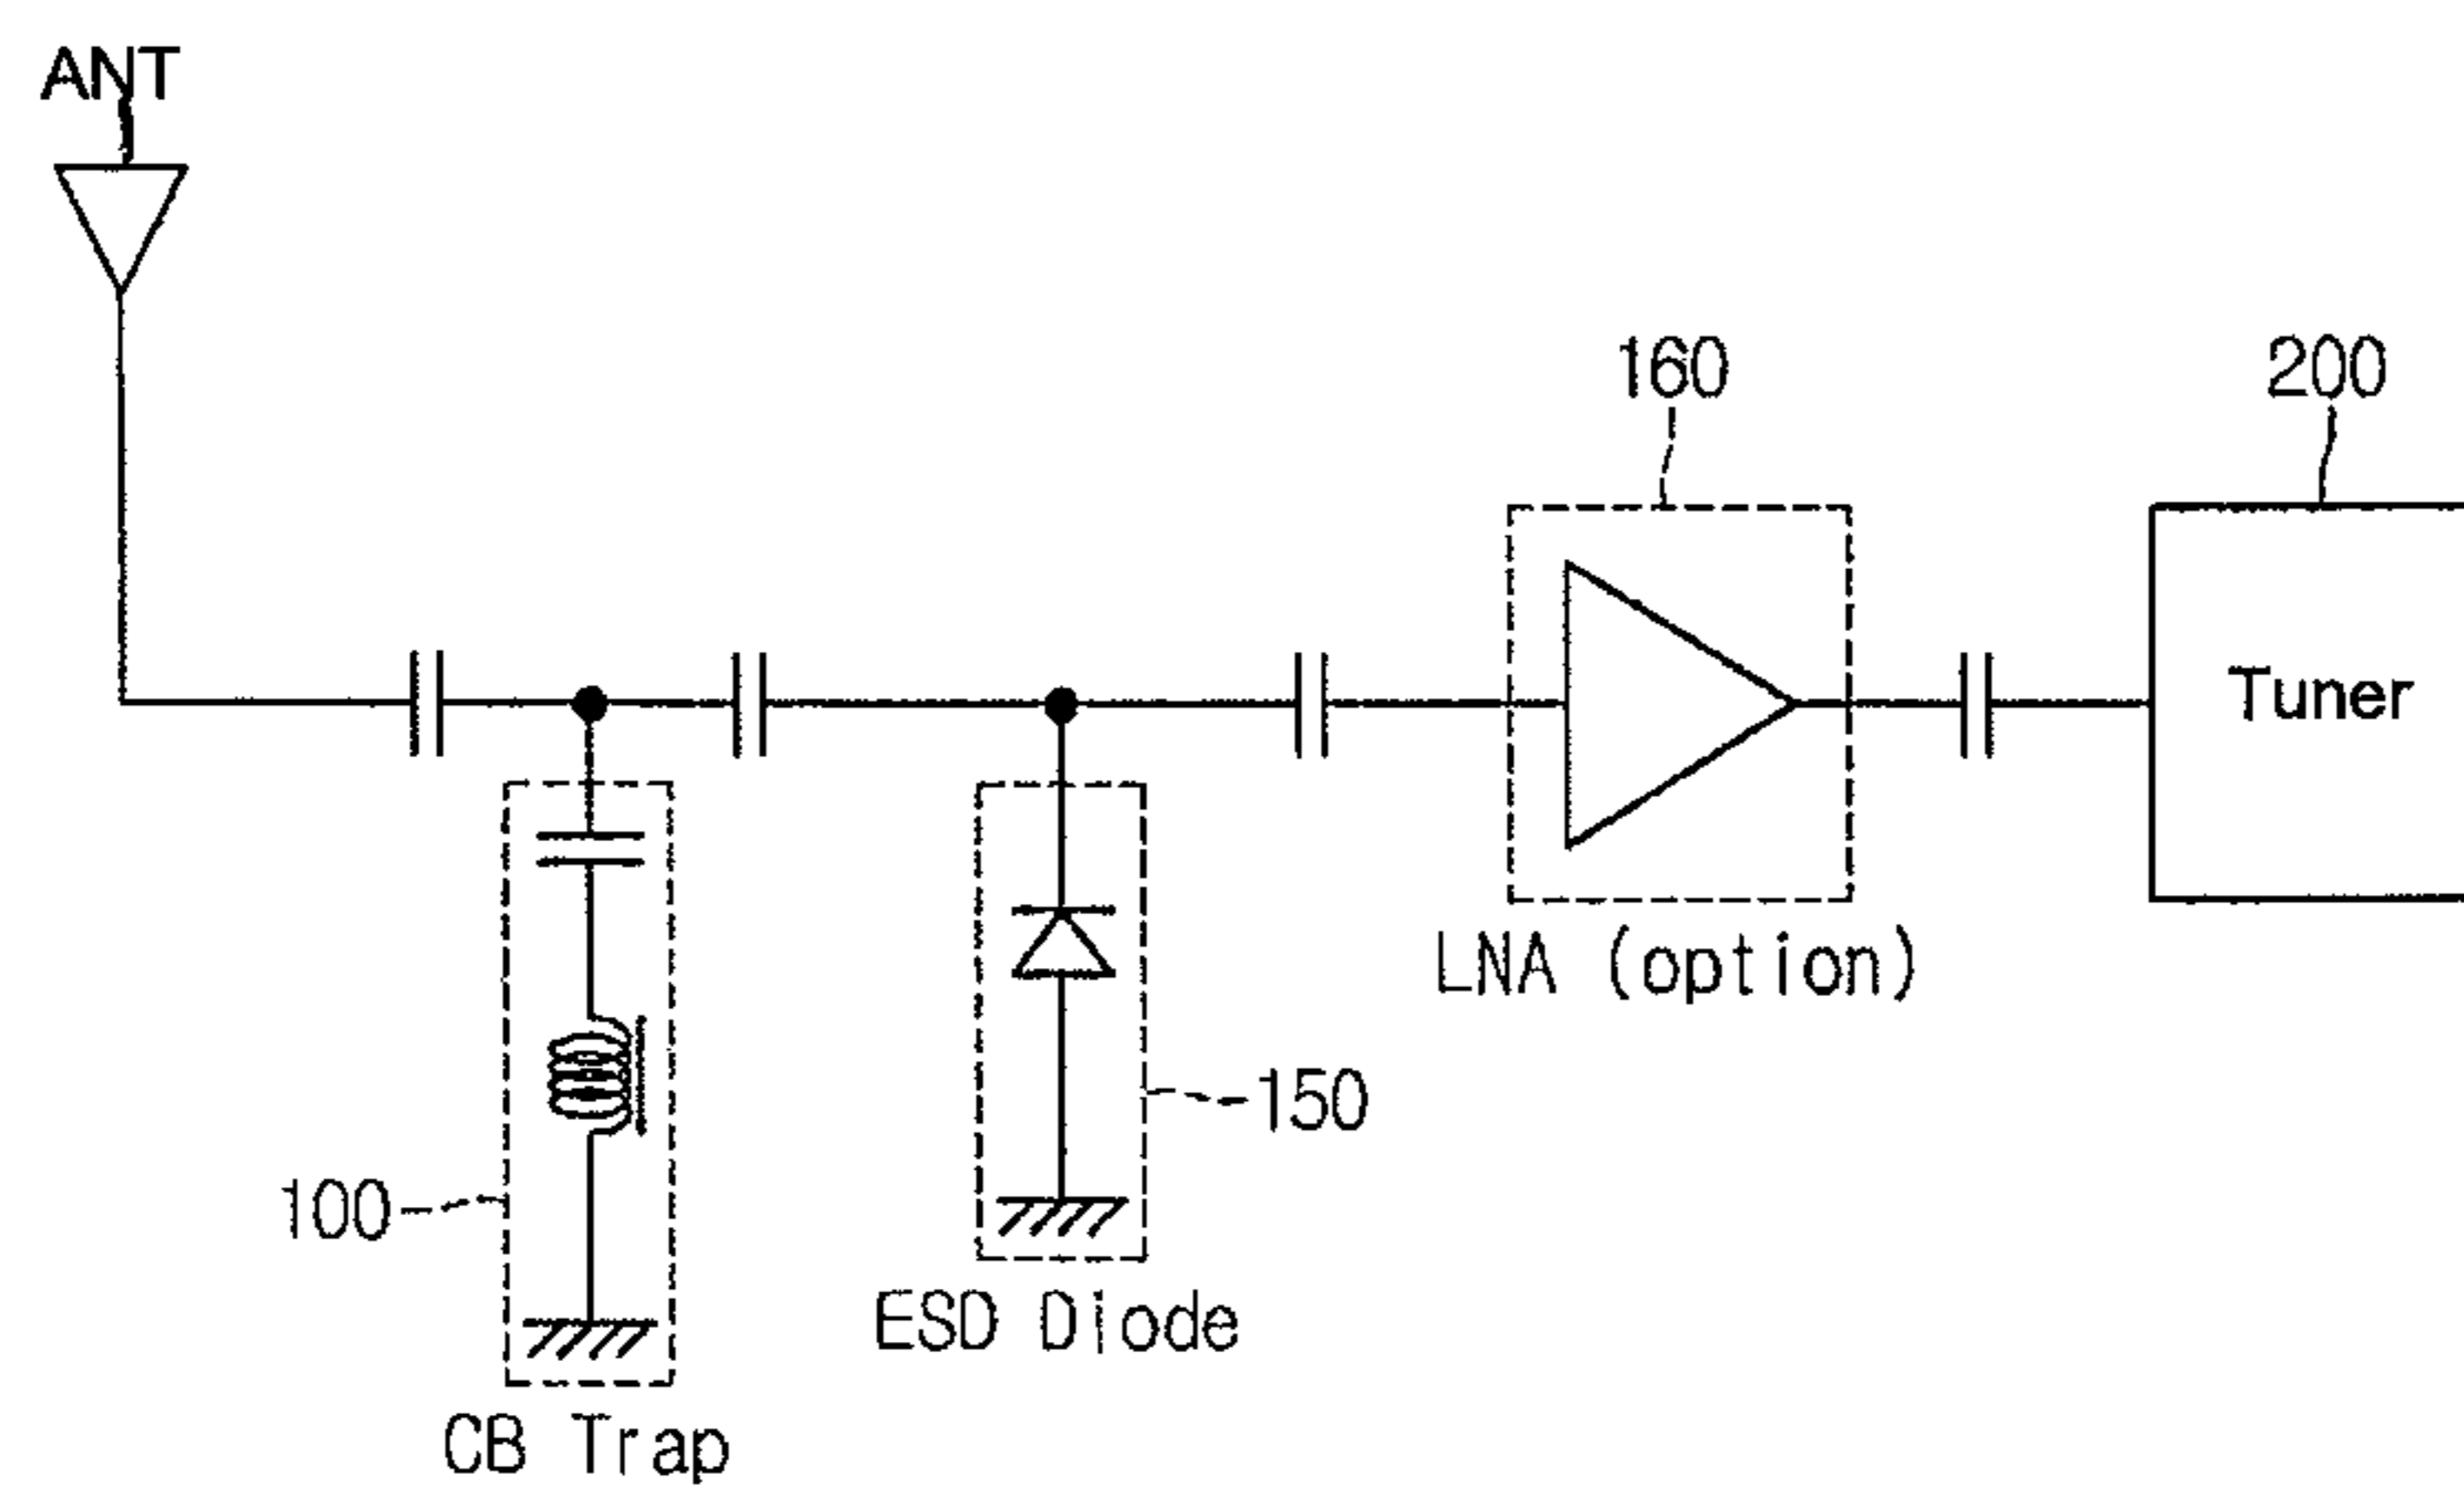 ANT
160
200
Tuner
LNA (option)
150
100
ESD Diode
CB Trap